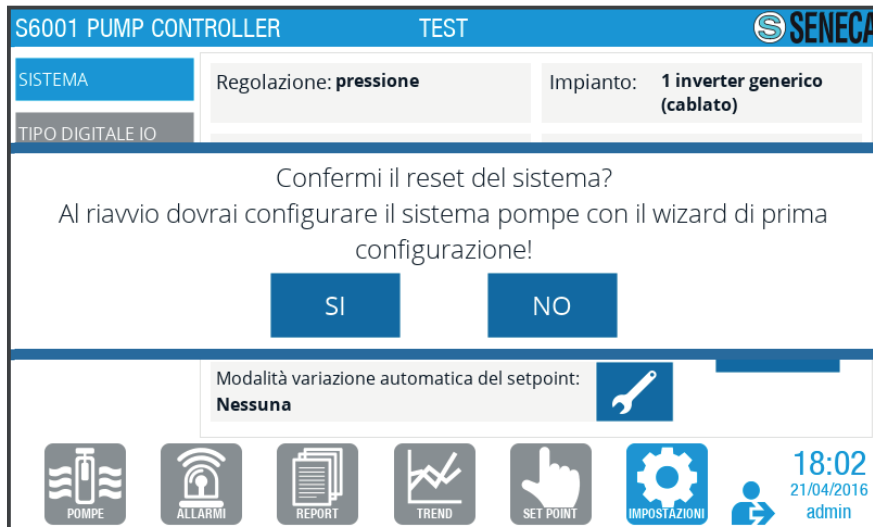 S6001 PUMP CONTROLLER TEST SENECA
SISTEMA
Regolazione: pressione
Impianto: 1 inverter generico
(cablato)
TIPO DIGITALE IO
Confermi il reset del sistema?
Al riavvio dovrai configurare il sistema pompe con il wizard di prima
configurazione!
SI NO
Modalità variazione automatica del setpoint:
Nessuna
POMPE ALLARMI REPORT TREND SET POINT IMPOSTAZIONI
18:02
21/04/2016
admin